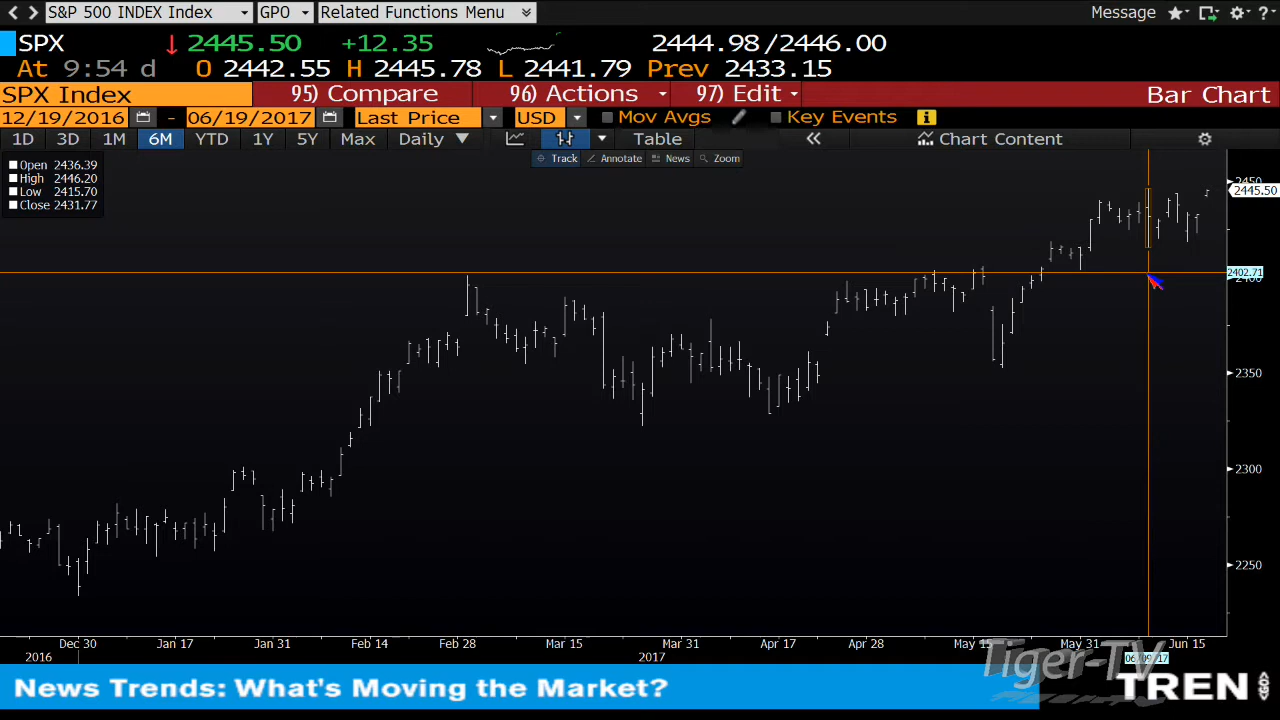 S&P 500 INDEX Index GPO Related Functions Menu Message ?
SPX 2445.50 +12.35 2444.98/2446.00
At 9:54 d O 2442.55 H 2445.78 L 2441.79 Prev 2433.15
SPX Index 95) Compare 96) Actions 97) Edit Bar Chart
12/19/2016 - 06/19/2017 Last Price USD Mov Avgs Key Events
1D 3D 1M 6M YTD 1Y 5Y Max Daily Table Chart Content
Track Annotate News Zoom
Open 2436.39
High 2446.20
Low 2415.70
Close 2431.77
2450
2445.50
2402.71
2400
2350
2300
2250
Dec 30 Jan 17 Jan 31 Feb 14 Feb 28 Mar 15 Mar 31 Apr 17 Apr 28 May 15 May 31 Jun 15
2016 2017 06/09/17
Tiger-TV
News Trends: What's Moving the Market? TREN
GO